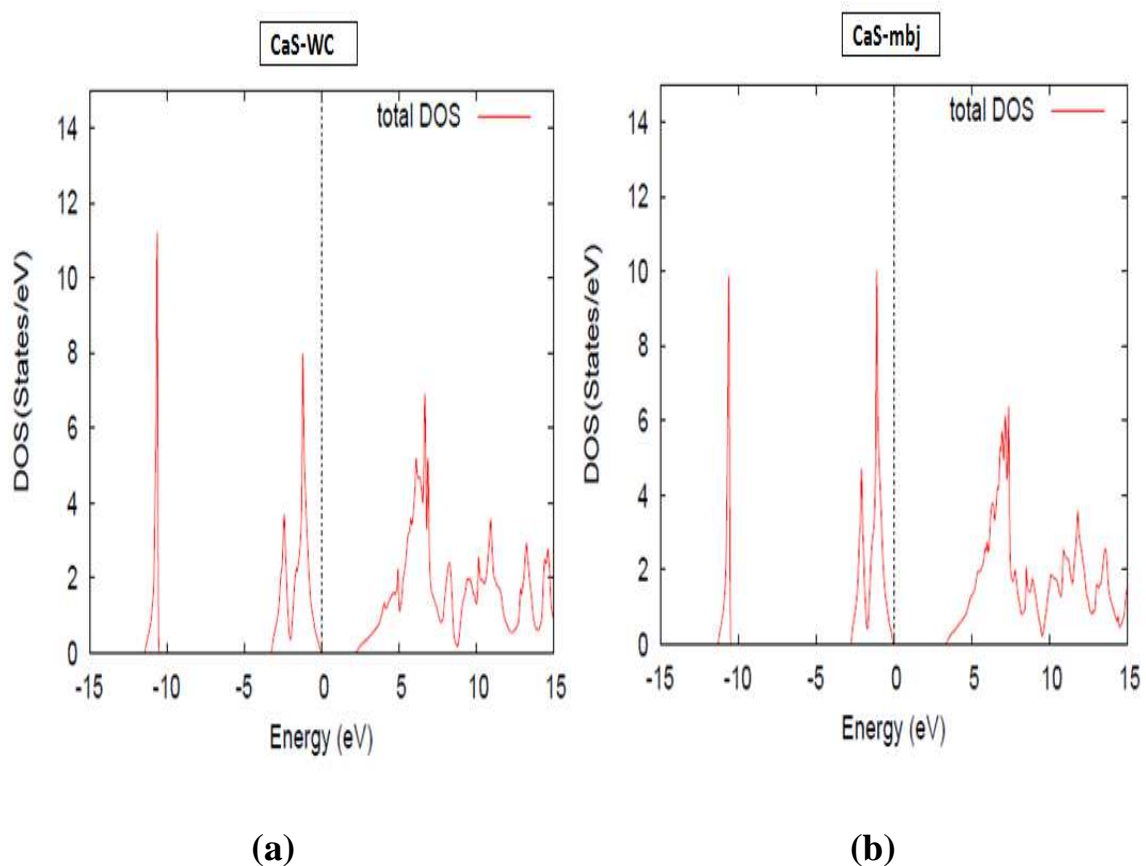 CaS-WC
total DOS
14
12
10
8
6
4
2
0
DOS(States/eV)
-15 -10 -5 0 5 10 15
Energy (eV)
(a)
CaS-mbj
total DOS
14
12
10
8
6
4
2
0
DOS(States/eV)
-15 -10 -5 0 5 10 15
Energy (eV)
(b)